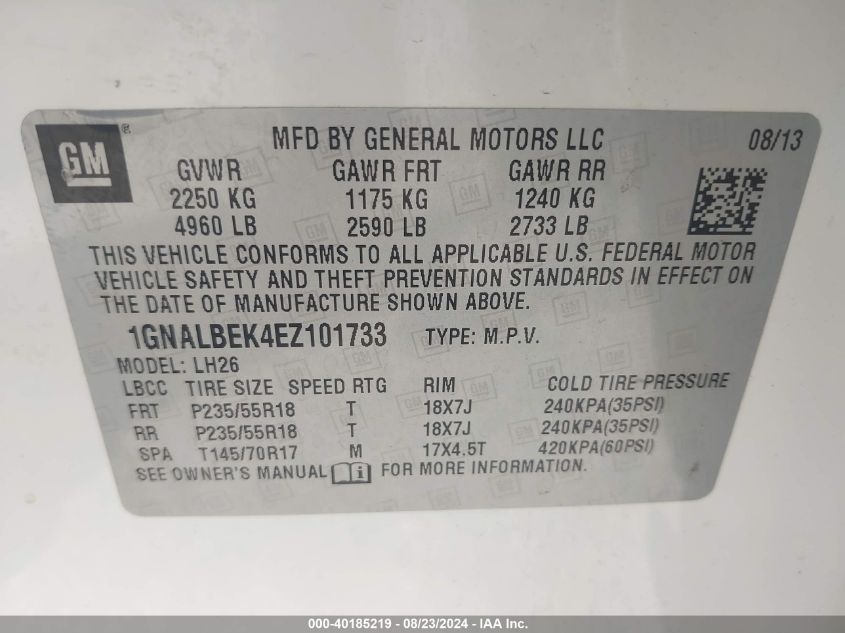 GM®
MFD BY GENERAL MOTORS LLC 08/13
GVWR GAWR FRT GAWR RR
2250 KG 1175 KG 1240 KG
4960 LB 2590 LB 2733 LB
THIS VEHICLE CONFORMS TO ALL APPLICABLE U.S. FEDERAL MOTOR
VEHICLE SAFETY AND THEFT PREVENTION STANDARDS IN EFFECT ON
THE DATE OF MANUFACTURE SHOWN ABOVE.
1GNALBEK4EZ101733 TYPE: M.P.V.
MODEL: LH26
LBCC TIRE SIZE SPEED RTG RIM COLD TIRE PRESSURE
FRT P235/55R18 T 18X7J 240KPA(35PSI)
RR P235/55R18 T 18X7J 240KPA(35PSI)
SPA T145/70R17 M 17X4.5T 420KPA(60PSI)
SEE OWNER'S MANUAL FOR MORE INFORMATION.
000-40185219 - 08/23/2024 - IAA Inc.